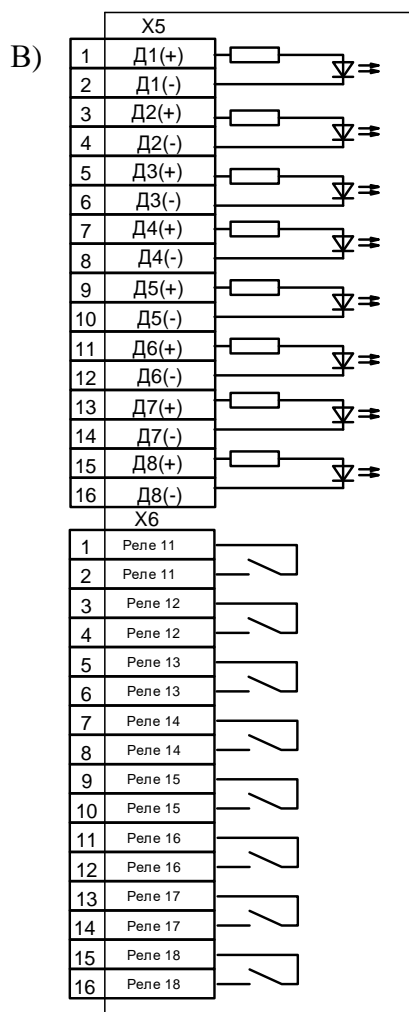 В)
X5
1 Д1(+)
2 Д1(-)
3 Д2(+)
4 Д2(-)
5 Д3(+)
6 Д3(-)
7 Д4(+)
8 Д4(-)
9 Д5(+)
10 Д5(-)
11 Д6(+)
12 Д6(-)
13 Д7(+)
14 Д7(-)
15 Д8(+)
16 Д8(-)
X6
1 Реле 11
2 Реле 11
3 Реле 12
4 Реле 12
5 Реле 13
6 Реле 13
7 Реле 14
8 Реле 14
9 Реле 15
10 Реле 15
11 Реле 16
12 Реле 16
13 Реле 17
14 Реле 17
15 Реле 18
16 Реле 18